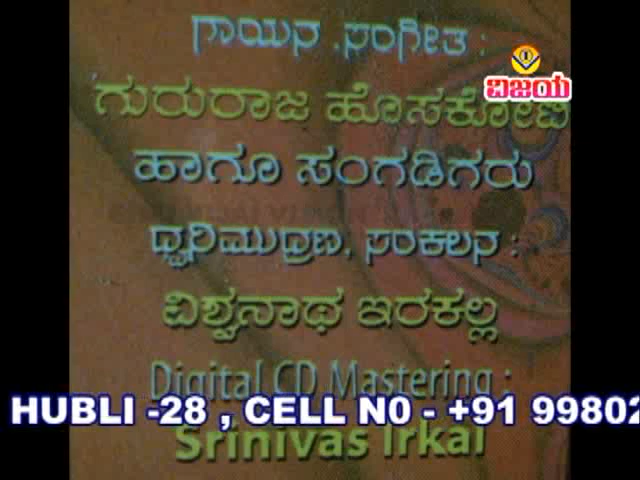 ಗಾಯನ .ಸಂಗೀತ :
ವಿಜಯ
ಗುರುರಾಜ ಹೊಸಕೋಟಿ
ಹಾಗೂ ಸಂಗಡಿಗರು
ಧ್ವನಿಮುದ್ರಣ, ಸಂಕಲನ :
ವಿಶ್ವನಾಥ ಇರಕಲ್ಲ
Digital CD Mastering :
HUBLI -28 , CELL N0 - +91 99802
Srinivas Irkal